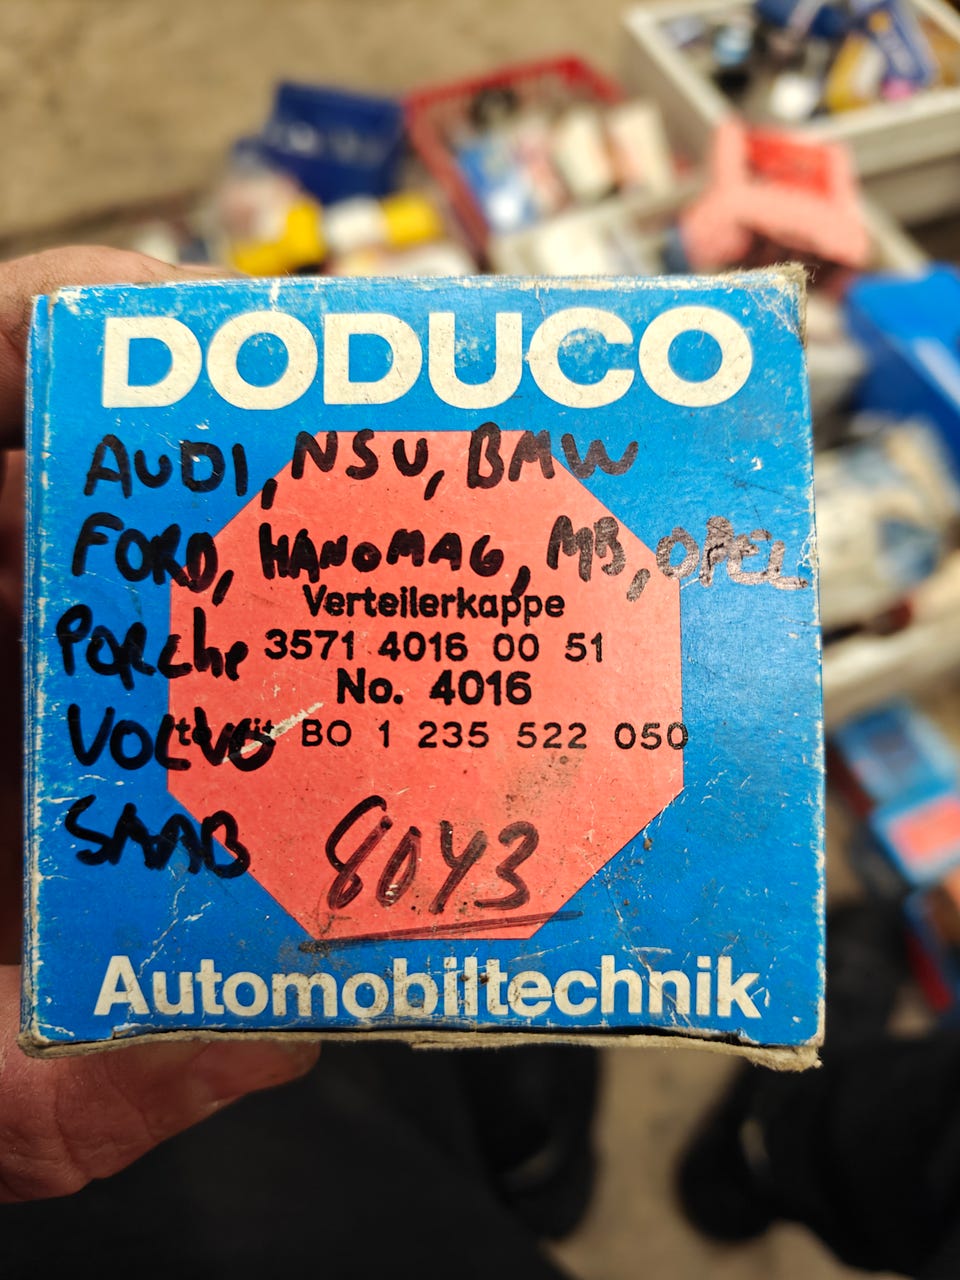 DODUCO
AUDI, NSU, BMW
FORD, HANOMAG, MB, OPEL
Verteilerkappe
PORche 3571 4016 00 51
No. 4016
VOLVO BO 1 235 522 050
SAAB
8043
Automobiltechnik